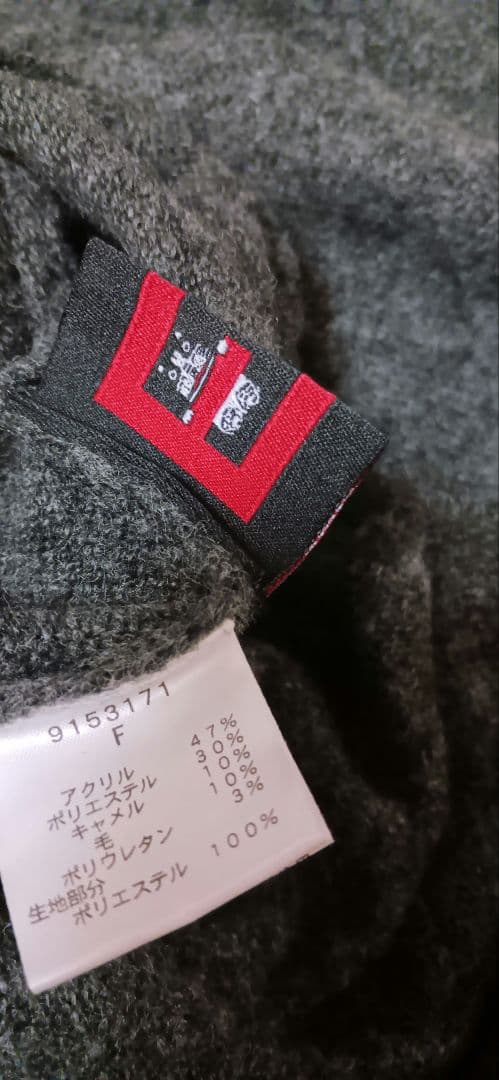 E
9153171
F
アクリル 47%
ポリエステル 30%
キャメル 10%
毛 10%
ポリウレタン 3%
生地部分
ポリエステル 100%